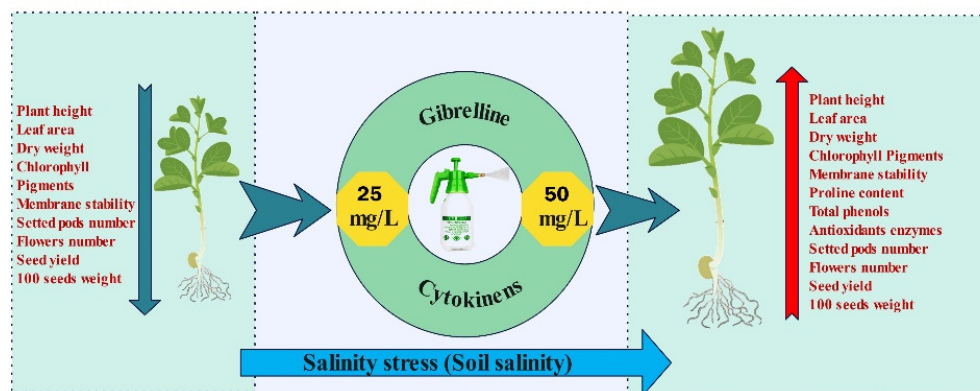 Plant height
Leaf area
Dry weight
Chlorophyll
Pigments
Membrane stability
Setted pods number
Flowers number
Seed yield
100 seeds weight
Gibrelline
25
mg/L
50
mg/L
Cytokinens
Salinity stress (Soil salinity)
Plant height
Leaf area
Dry weight
Chlorophyll Pigments
Membrane stability
Proline content
Total phenols
Antioxidants enzymes
Setted pods number
Flowers number
Seed yield
100 seeds weight